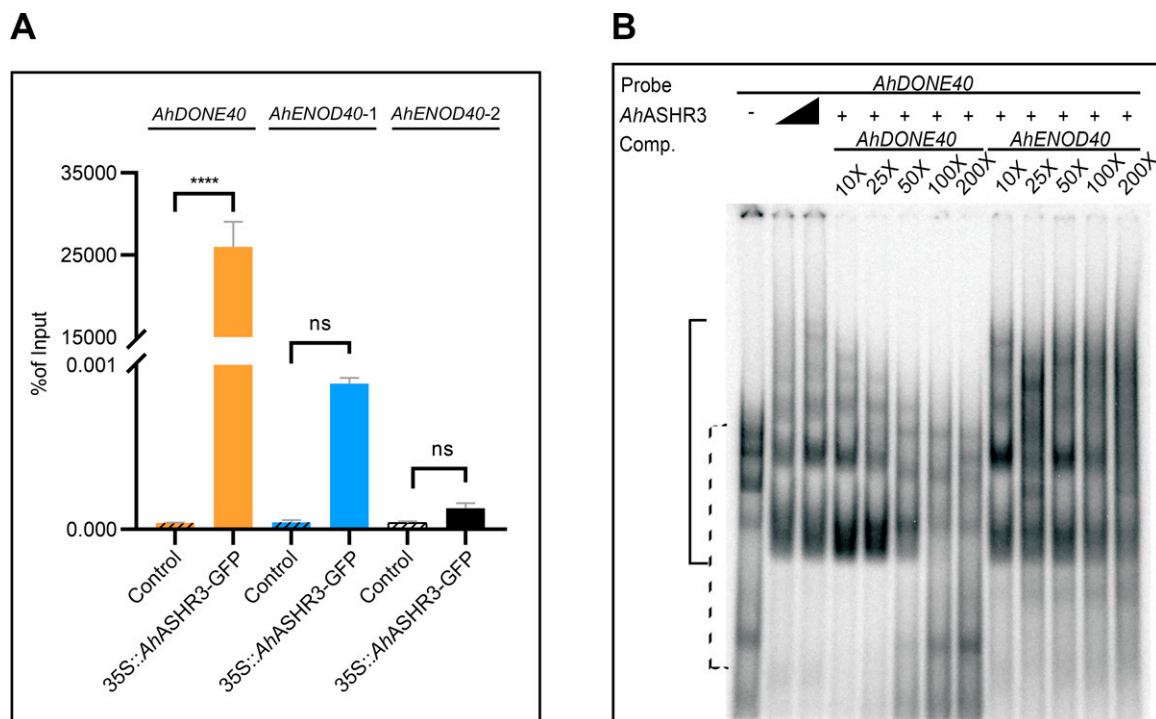 A
AhDONE40 AhENOD40-1 AhENOD40-2
35000
****
25000
15000
ns
0.001
ns
0.000
%of Input
Control 35S::AhASHR3-GFP Control 35S::AhASHR3-GFP Control 35S::AhASHR3-GFP
B
Probe AhDONE40
AhASHR3 - + + + + + + + + + +
Comp. AhDONE40 AhENOD40
10X 25X 50X 100X 200X 10X 25X 50X 100X 200X